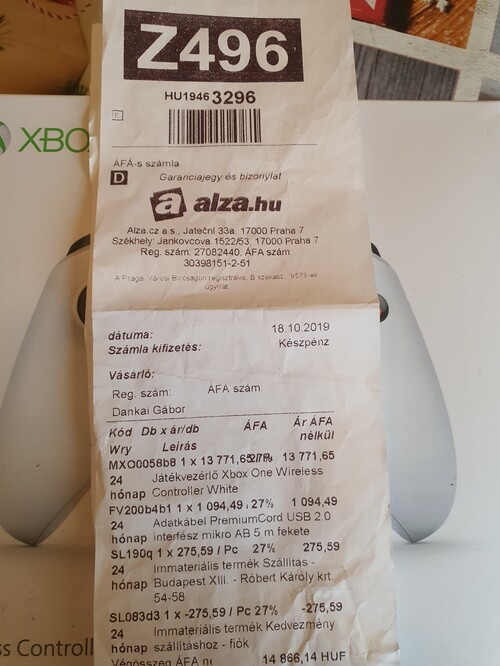 Z496
HU1946 3296
E
XBO
ÁFÁ-s számla
D Garanciajegy és bizonylat
a alza.hu
Alza.cz a.s., Jateční 33a, 17000 Praha 7
Székhely: Jankovcova 1522/53, 17000 Praha 7
Reg. szám: 27082440, ÁFA szám:
30398151-2-51
A Prágai Városi Bíróságon regisztrálva, B szakasz, 8573-as
ügyirat.
dátuma: 18.10.2019
Számla kifizetés: Készpénz
Vásárló:
Reg. szám: ÁFA szám:
Dankai Gábor
Kód Db x ár/db ÁFA Ár ÁFA
nélkül
Wry Leírás
MXO0058b8 1 x 13 771,65 27% 13 771,65
24 Játékvezérlő Xbox One Wireless
hónap Controller White
FV200b4b1 1 x 1 094,49 27% 1 094,49
24 Adatkábel PremiumCord USB 2.0
hónap interfész mikro AB 5 m fekete
SL190q 1 x 275,59 / Pc 27% 275,59
24 Immateriális termék Szállítás -
hónap Budapest XIII. - Róbert Károly krt
54-58
SL083d3 1 x -275,59 / Pc 27% -275,59
24 Immateriális termék Kedvezmény
hónap szállításhoz - fiók
Végösszeg ÁFA 14 866,14 HUF
ss Controll